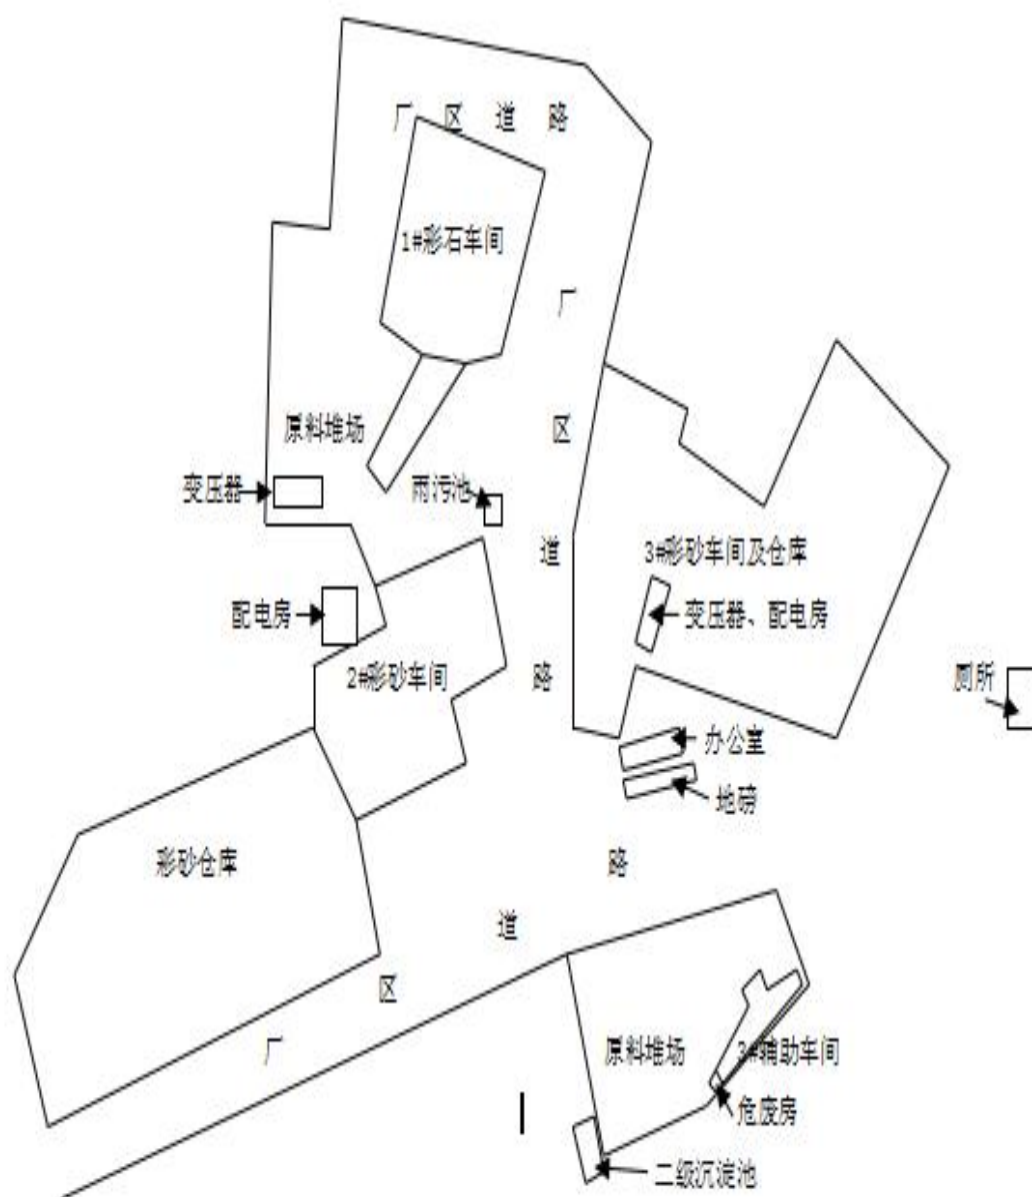 厂区道路
1#彩石车间
厂区道路
原料堆场
变压器
雨污池
3#彩砂车间及仓库
配电房
变压器、配电房
2#彩砂车间
厕所
办公室
地磅
彩砂仓库
厂区道路
原料堆场
3#辅助车间
危废房
二级沉淀池